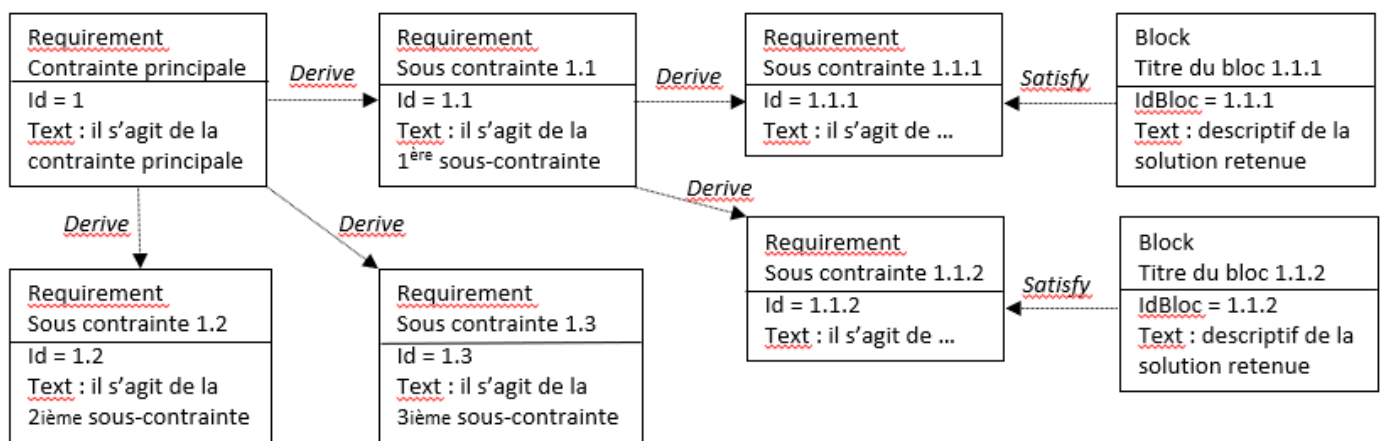 Requirement
Contrainte principale
Id = 1
Text : il s’agit de la
contrainte principale
Derive
Requirement
Sous contrainte 1.1
Id = 1.1
Text : il s’agit de la
1ère sous-contrainte
Derive
Requirement
Sous contrainte 1.1.1
Id = 1.1.1
Text : il s’agit de ...
Satisfy
Block
Titre du bloc 1.1.1
IdBloc = 1.1.1
Text : descriptif de la
solution retenue
Derive
Derive
Derive
Requirement
Sous contrainte 1.2
Id = 1.2
Text : il s’agit de la
2ième sous-contrainte
Requirement
Sous contrainte 1.3
Id = 1.3
Text : il s’agit de la
3ième sous-contrainte
Requirement
Sous contrainte 1.1.2
Id = 1.1.2
Text : il s’agit de ...
Satisfy
Block
Titre du bloc 1.1.2
IdBloc = 1.1.2
Text : descriptif de la
solution retenue